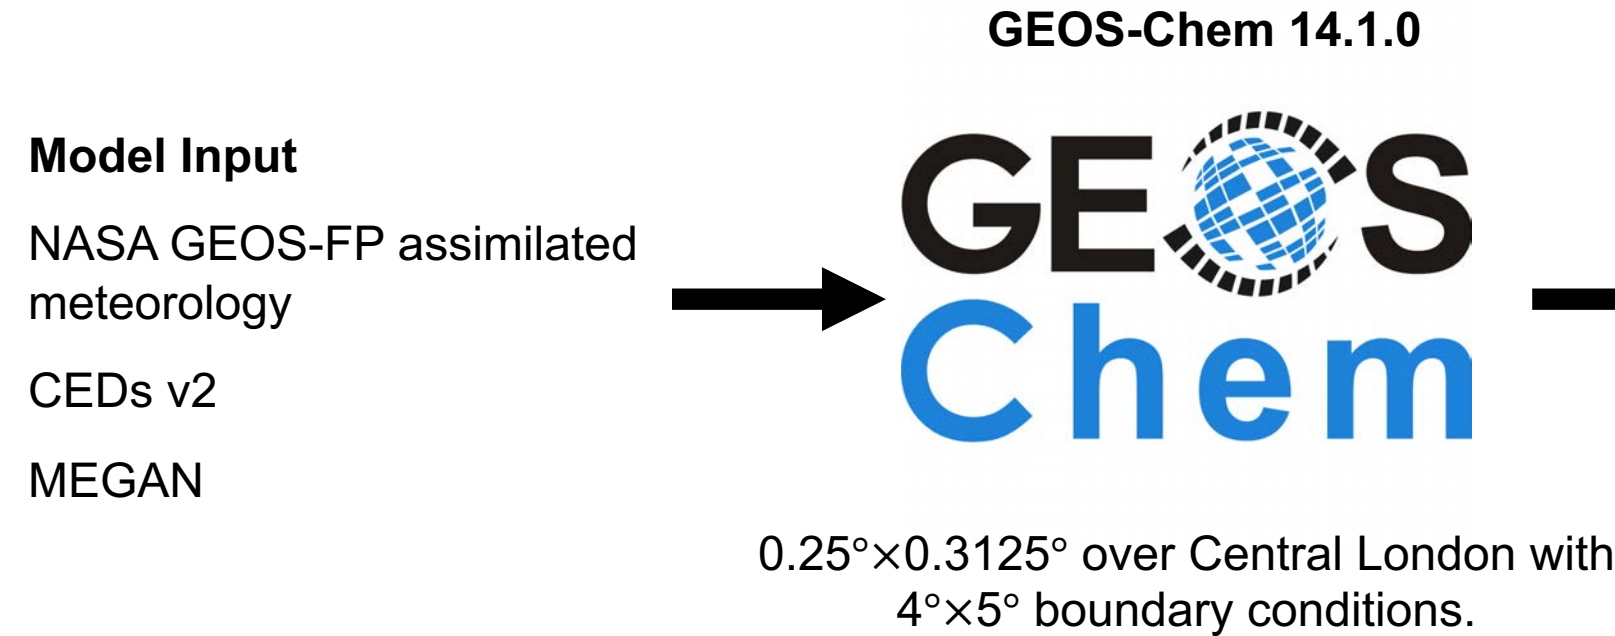 GEOS-Chem 14.1.0
Model Input
NASA GEOS-FP assimilated
meteorology
CEDs v2
MEGAN
GEOS
Chem
0.25°×0.3125° over Central London with
4°×5° boundary conditions.